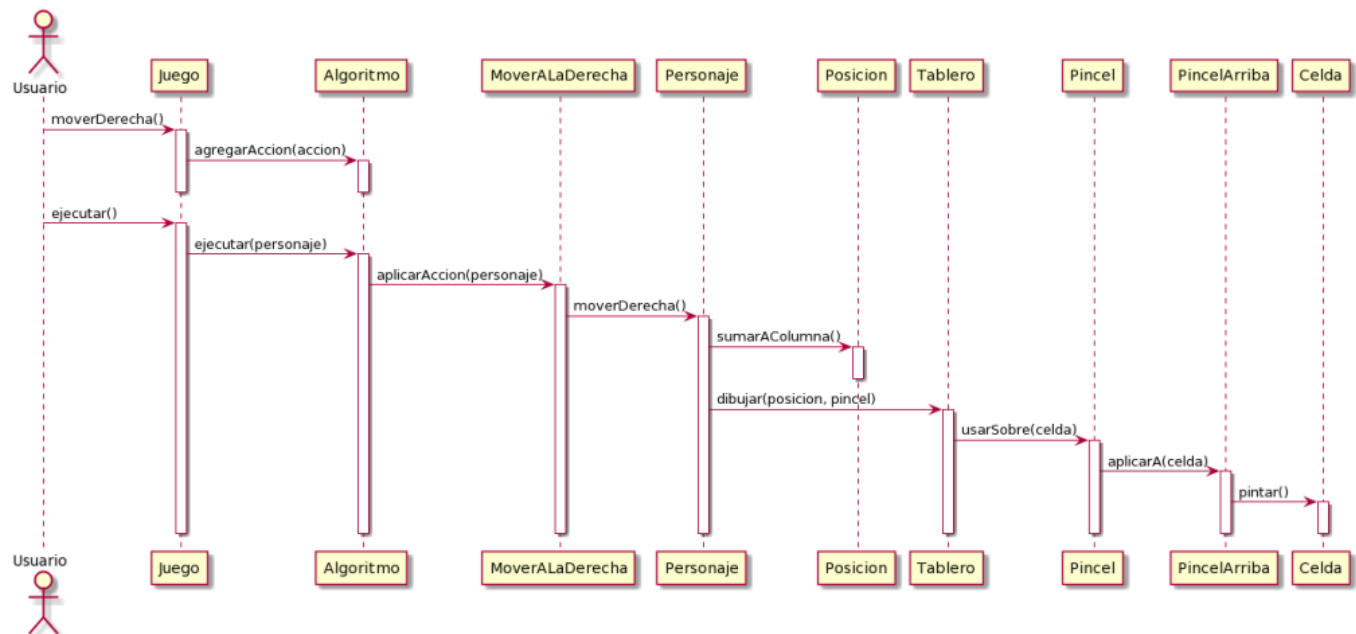 Usuario
Juego
Algoritmo
MoverALaDerecha
Personaje
Posicion
Tablero
Pincel
PincelArriba
Celda
moverDerecha()
agregarAccion(accion)
ejecutar()
ejecutar(personaje)
aplicarAccion(personaje)
moverDerecha()
sumarAColumna()
dibujar(posicion, pincel)
usarSobre(celda)
aplicarA(celda)
pintar()
Usuario
Juego
Algoritmo
MoverALaDerecha
Personaje
Posicion
Tablero
Pincel
PincelArriba
Celda